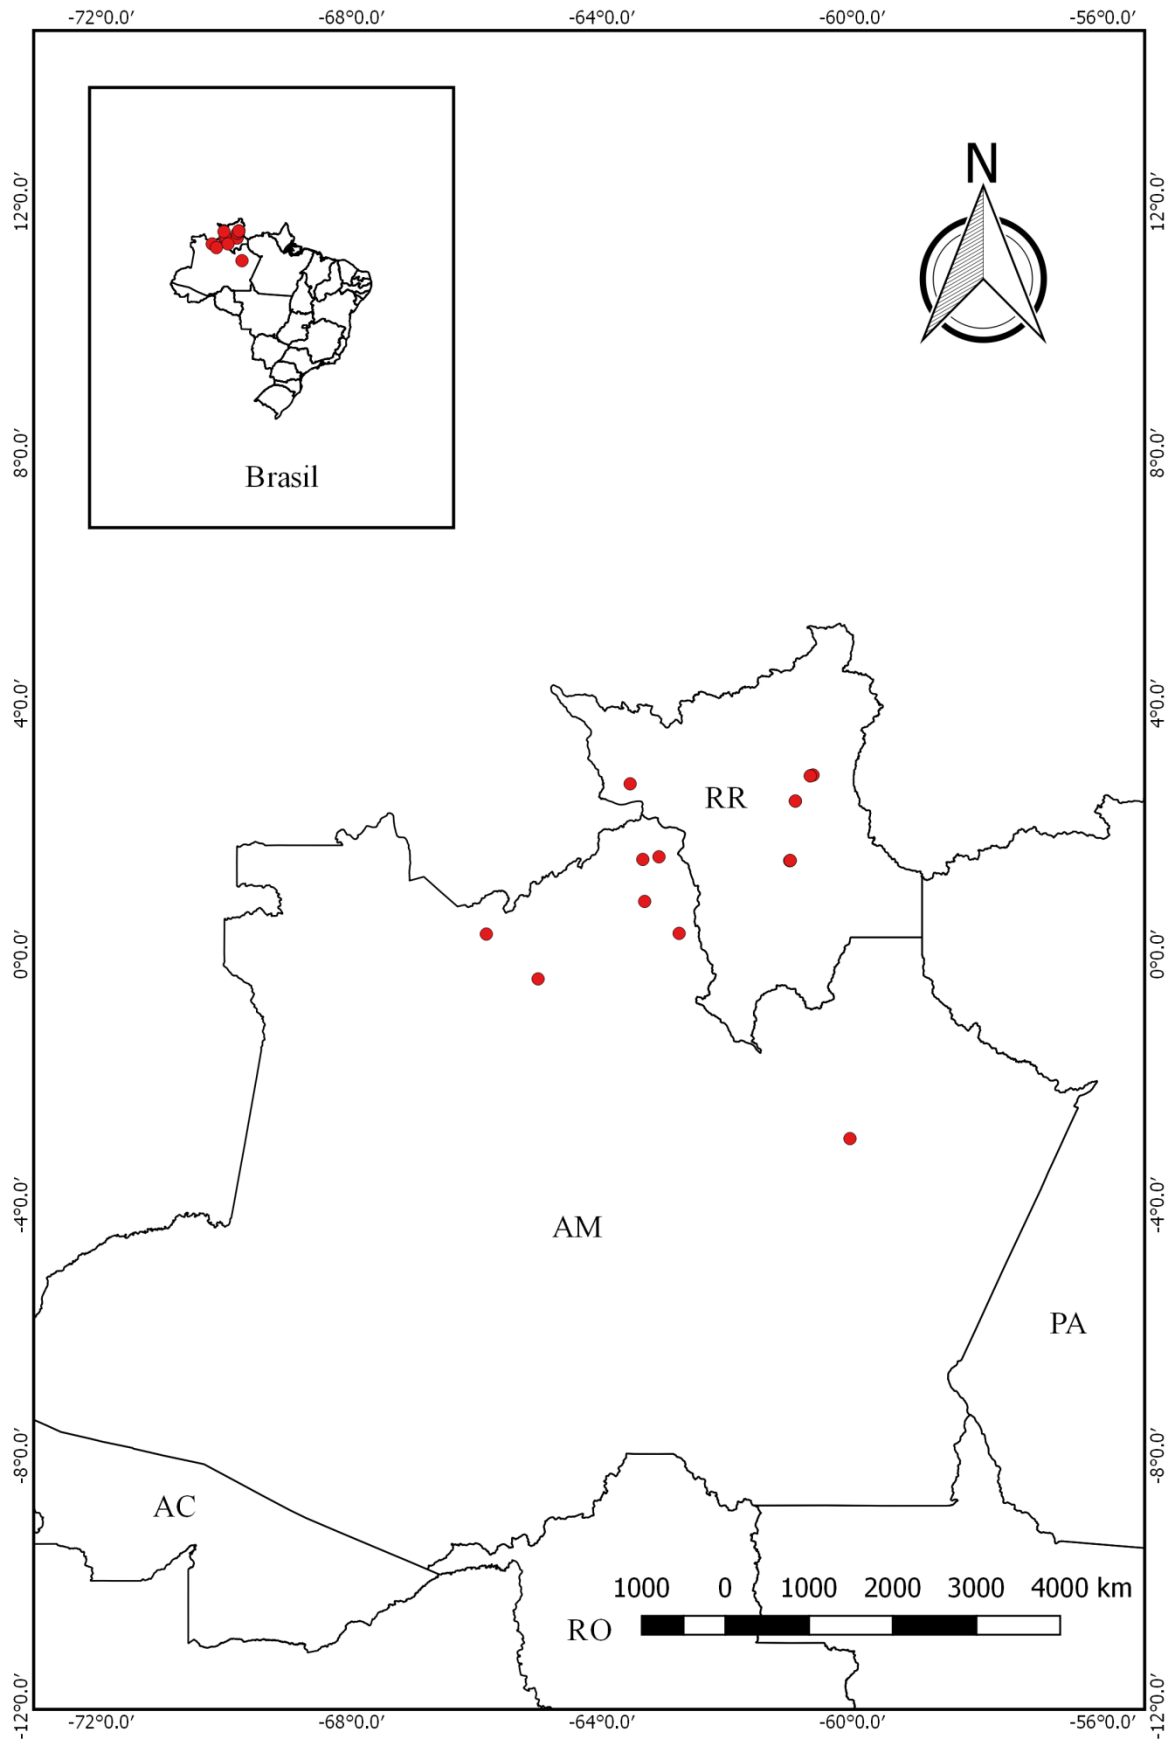 -72°0.0′ -68°0.0′ -64°0.0′ -60°0.0′ -56°0.0′
N
12°0.0′ 12°0.0′
8°0.0′ 8°0.0′
Brasil
4°0.0′ 4°0.0′
RR
0°0.0′ 0°0.0′
-4°0.0′ -4°0.0′
AM
PA
-8°0.0′ -8°0.0′
AC
1000 0 1000 2000 3000 4000 km
RO
-12°0.0′ -12°0.0′
-72°0.0′ -68°0.0′ -64°0.0′ -60°0.0′ -56°0.0′